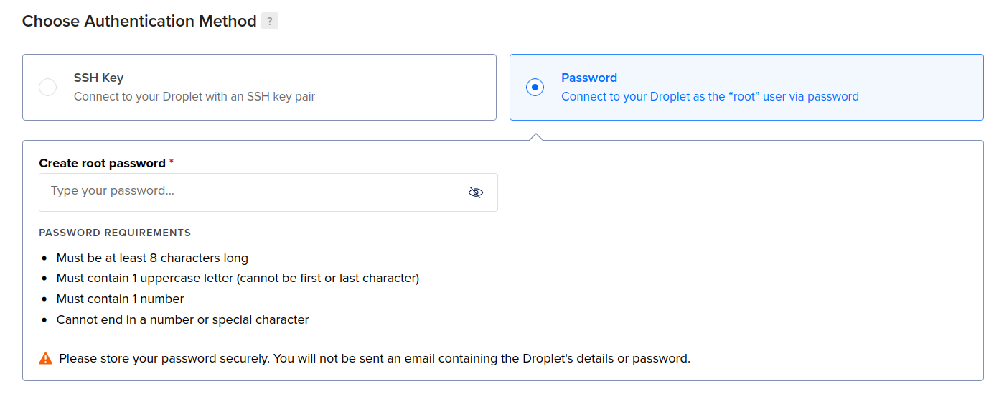 Choose Authentication Method ?
SSH Key
Connect to your Droplet with an SSH key pair
Password
Connect to your Droplet as the “root” user via password
Create root password *
Type your password...
PASSWORD REQUIREMENTS
Must be at least 8 characters long
Must contain 1 uppercase letter (cannot be first or last character)
Must contain 1 number
Cannot end in a number or special character
Please store your password securely. You will not be sent an email containing the Droplet's details or password.